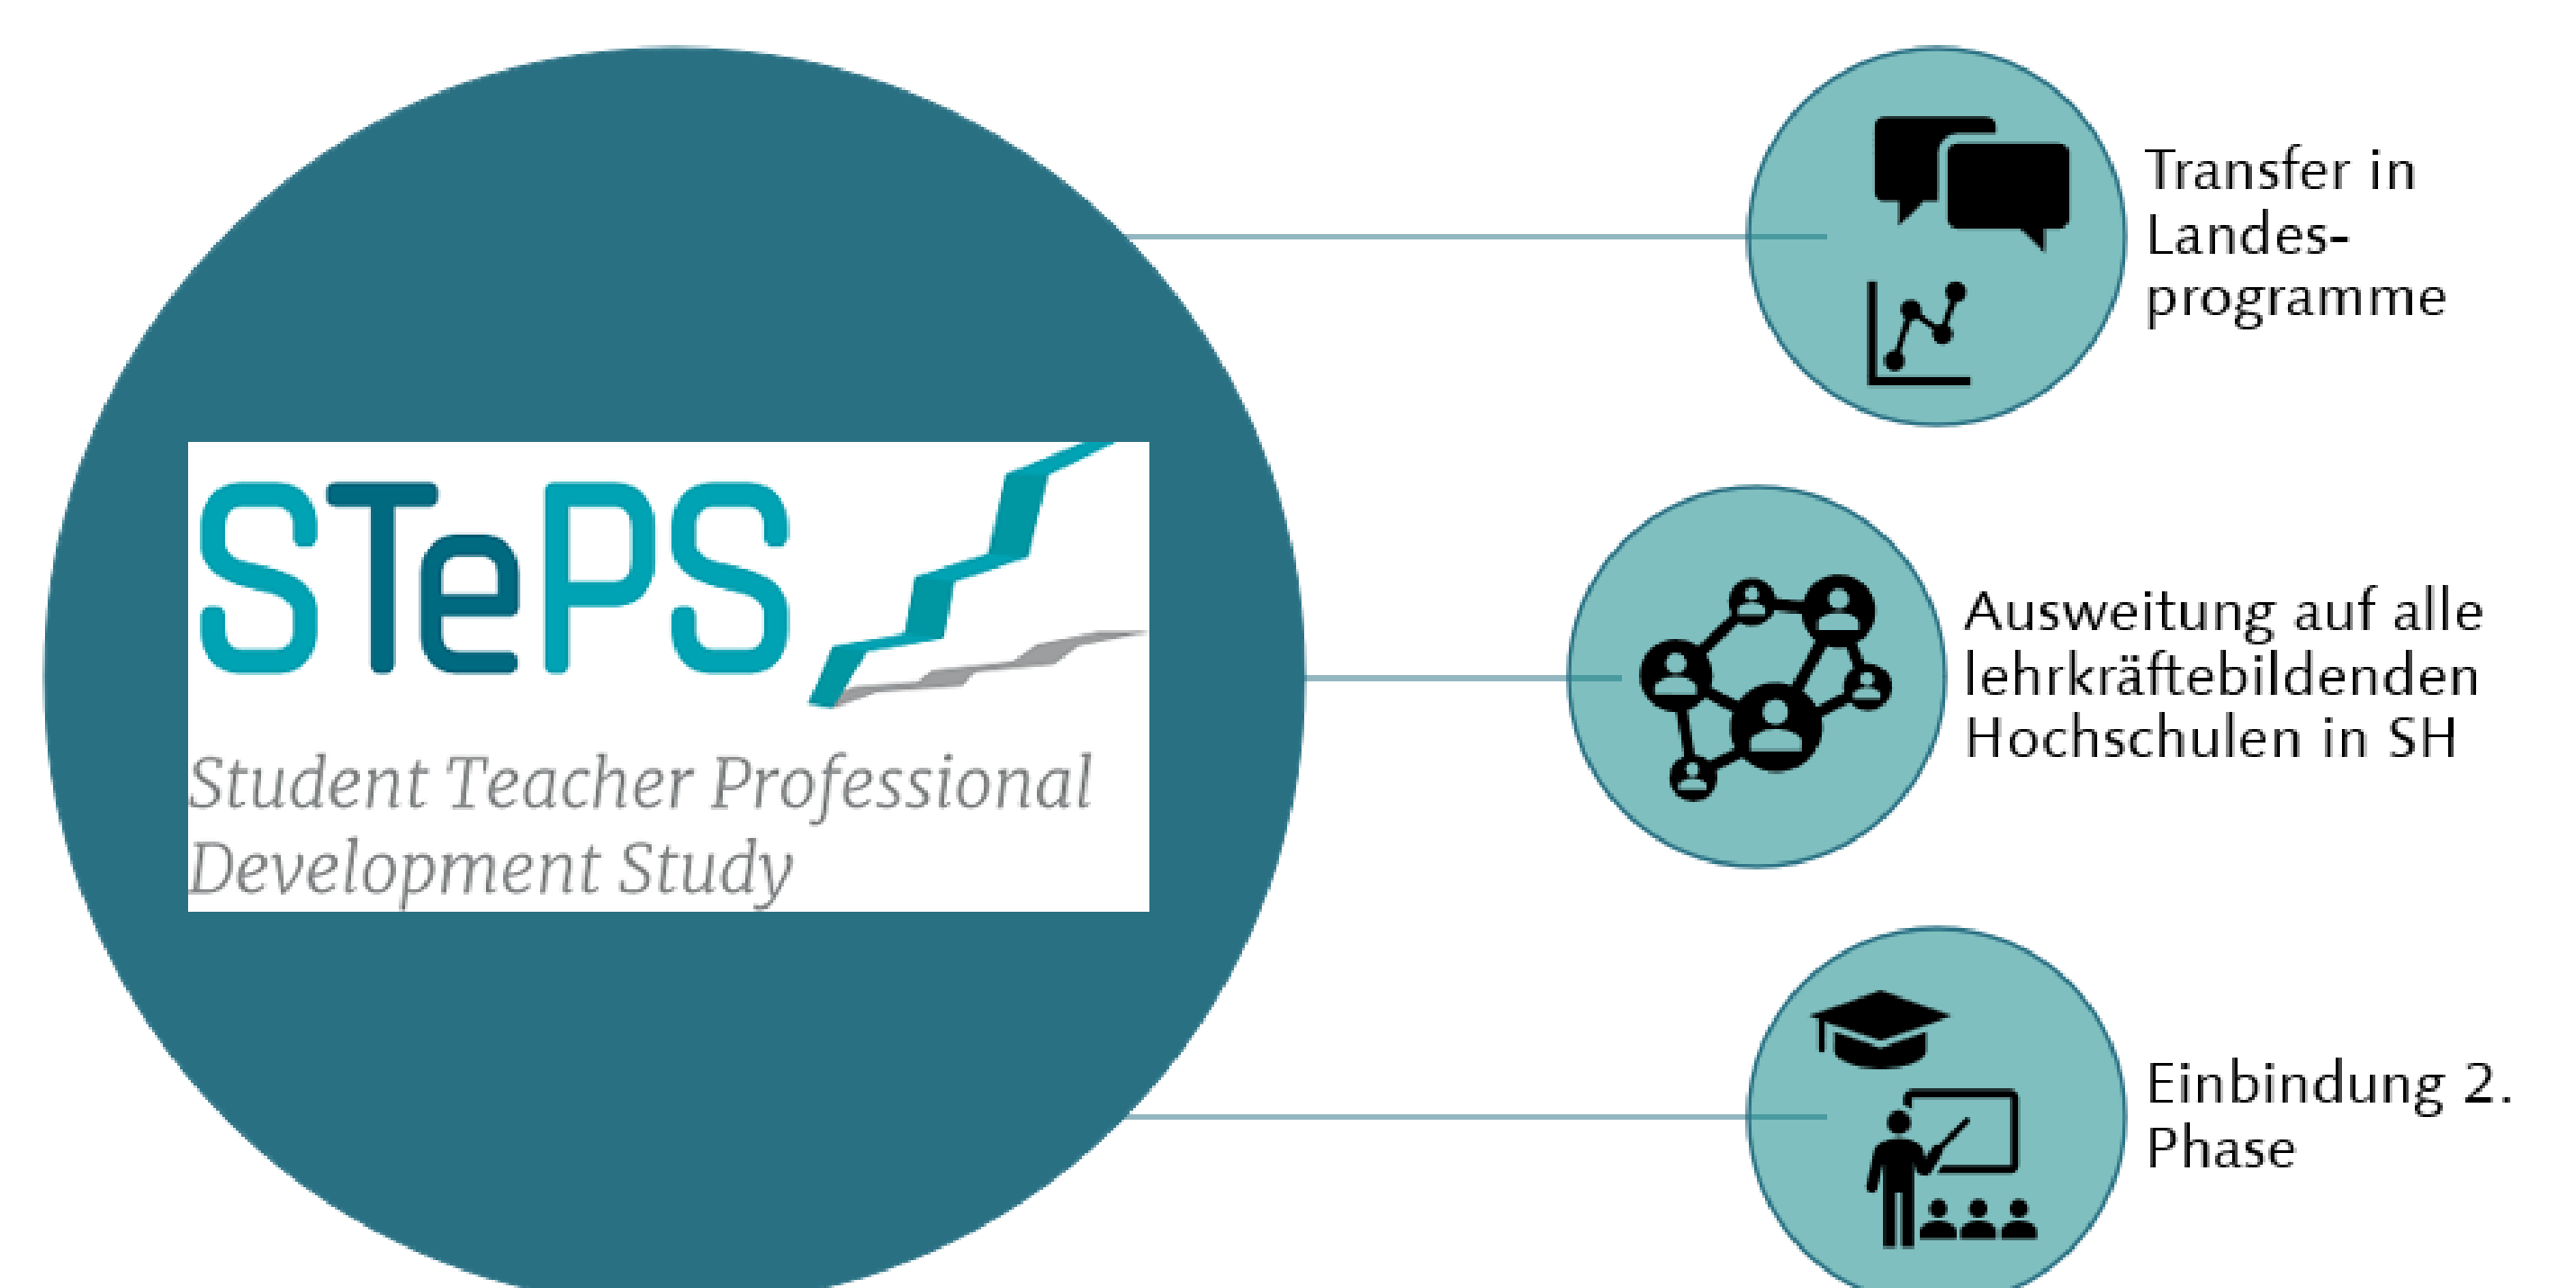 STePS
Student Teacher Professional
Development Study
Transfer in
Landes-
programme
Ausweitung auf alle
lehrkräftebildenden
Hochschulen in SH
Einbindung 2.
Phase